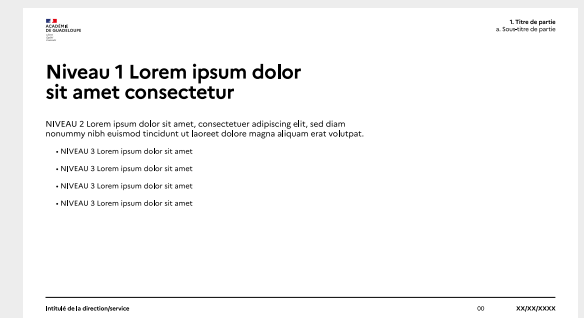 ACADÉMIE
DE GUADELOUPE
1. Titre de partie
a. Sous-titre de partie
Niveau 1 Lorem ipsum dolor
sit amet consectetur
NIVEAU 2 Lorem ipsum dolor sit amet, consectetuer adipiscing elit, sed diam
nonummy nibh euismod tincidunt ut laoreet dolore magna aliquam erat volutpat.
• NIVEAU 3 Lorem ipsum dolor sit amet
• NIVEAU 3 Lorem ipsum dolor sit amet
• NIVEAU 3 Lorem ipsum dolor sit amet
• NIVEAU 3 Lorem ipsum dolor sit amet
Intitulé de la direction/service
00
XX/XX/XXXX